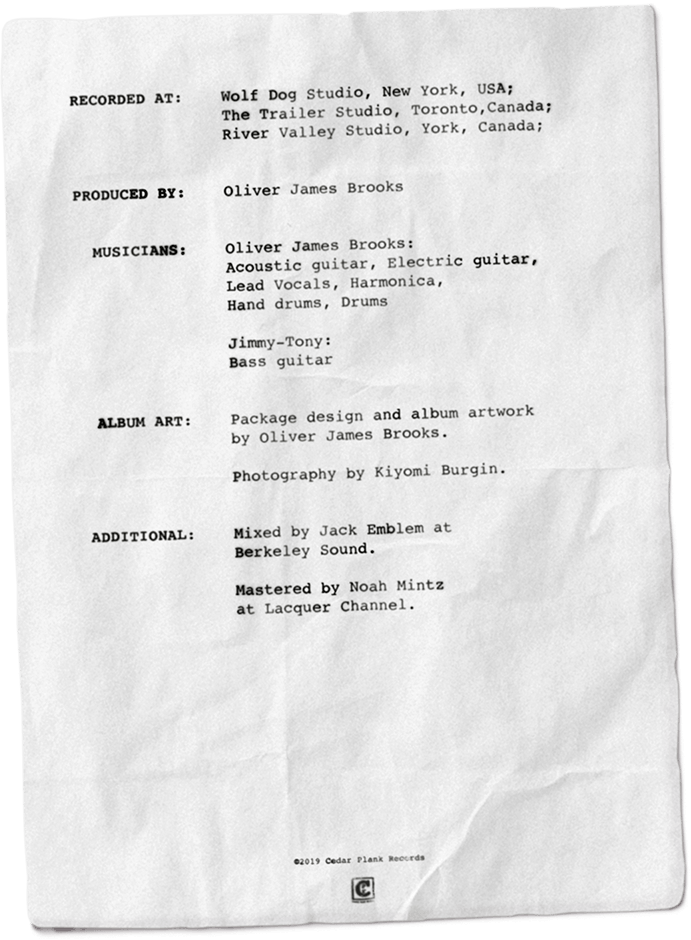 RECORDED AT: Wolf Dog Studio, New York, USA;
The Trailer Studio, Toronto,Canada;
River Valley Studio, York, Canada;
PRODUCED BY: Oliver James Brooks
MUSICIANS: Oliver James Brooks:
Acoustic guitar, Electric guitar,
Lead Vocals, Harmonica,
Hand drums, Drums
Jimmy-Tony:
Bass guitar
ALBUM ART: Package design and album artwork
by Oliver James Brooks.
Photography by Kiyomi Burgin.
ADDITIONAL: Mixed by Jack Emblem at
Berkeley Sound.
Mastered by Noah Mintz
at Lacquer Channel.
©2019 Cedar Plank Records